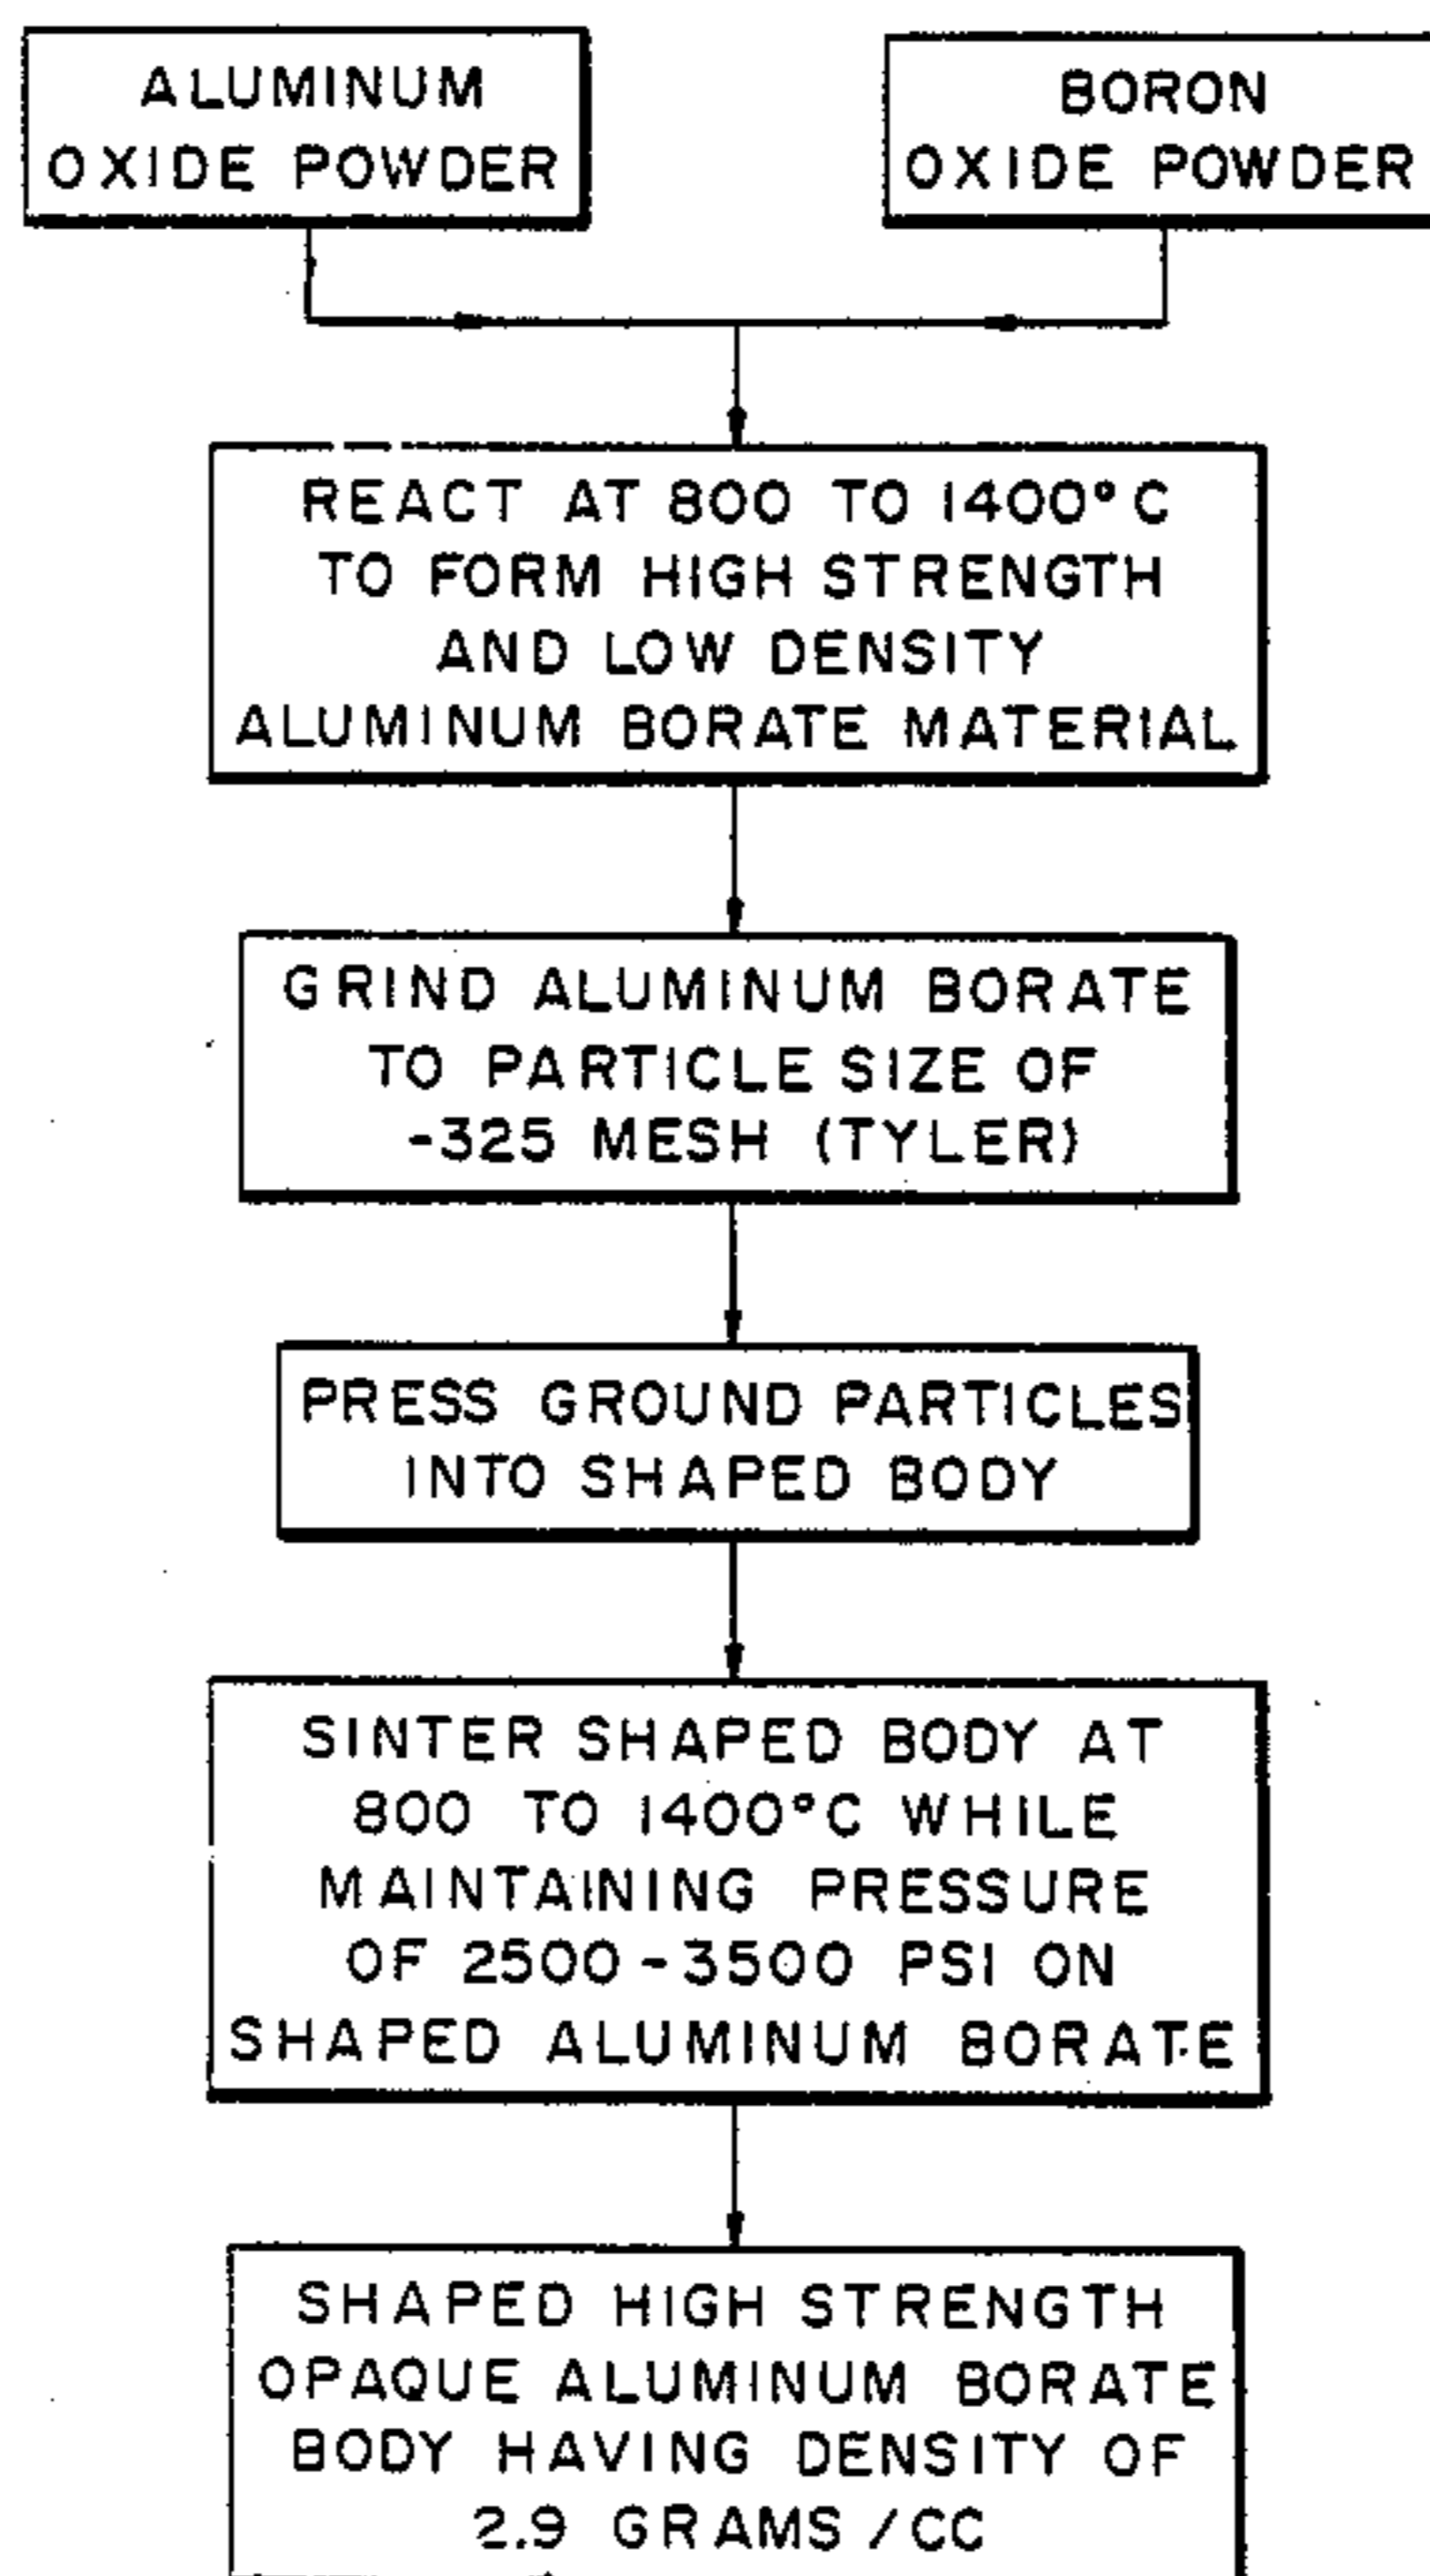 ALUMINUM
OXIDE POWDER
BORON
OXIDE POWDER
REACT AT 800 TO 1400°C
TO FORM HIGH STRENGTH
AND LOW DENSITY
ALUMINUM BORATE MATERIAL
GRIND ALUMINUM BORATE
TO PARTICLE SIZE OF
-325 MESH (TYLER)
PRESS GROUND PARTICLES
INTO SHAPED BODY
SINTER SHAPED BODY AT
800 TO 1400°C WHILE
MAINTAINING PRESSURE
OF 2500-3500 PSI ON
SHAPED ALUMINUM BORATE
SHAPED HIGH STRENGTH
OPAQUE ALUMINUM BORATE
BODY HAVING DENSITY OF
2.9 GRAMS/CC